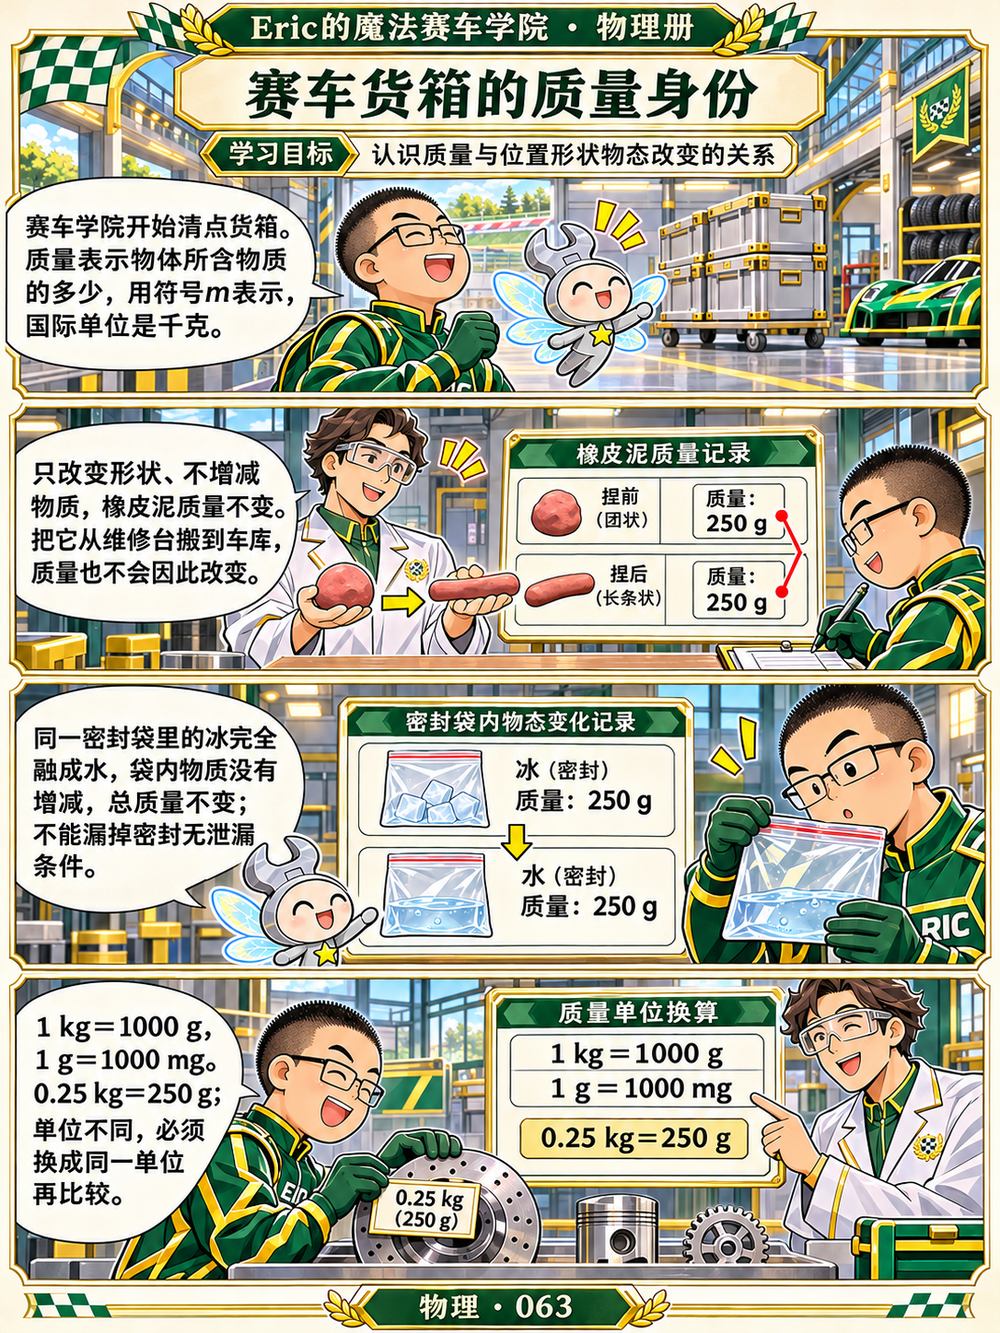 Eric的魔法赛车学院 · 物理册
赛车货箱的质量身份
学习目标
认识质量与位置形状物态改变的关系
赛车学院开始清点货箱。
质量表示物体所含物质
的多少，用符号m表示，
国际单位是千克。
只改变形状、不增减
物质，橡皮泥质量不变。
把它从维修台搬到车库，
质量也不会因此改变。
橡皮泥质量记录
捏前
（团状）
质量：
250 g
捏后
（长条状）
质量：
250 g
同一密封袋里的冰完全
融成水，袋内物质没有
增减，总质量不变；
不能漏掉密封无泄漏
条件。
密封袋内物态变化记录
冰（密封）
质量：250 g
水（密封）
质量：250 g
RIC
1 kg＝1000 g，
1 g＝1000 mg。
0.25 kg＝250 g；
单位不同，必须
换成同一单位
再比较。
质量单位换算
1 kg＝1000 g
1 g＝1000 mg
0.25 kg＝250 g
0.25 kg
(250 g)
物理 · 063